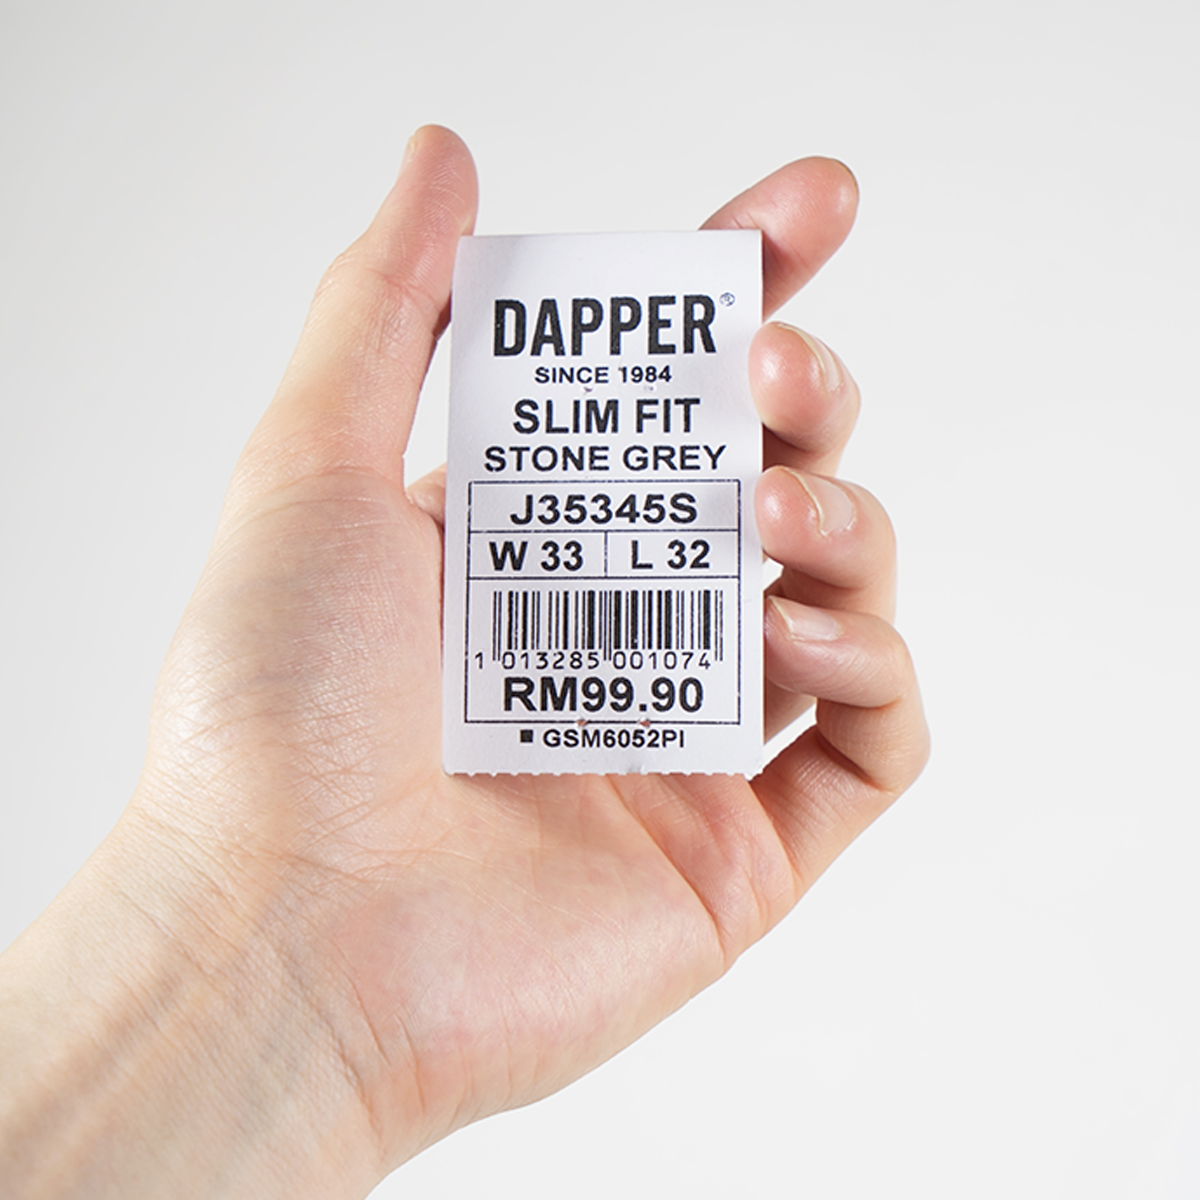 DAPPER®
SINCE 1984
SLIM FIT
STONE GREY
J35345S
W 33 L 32
1 013285 001074
RM99.90
■ GSM6052PI